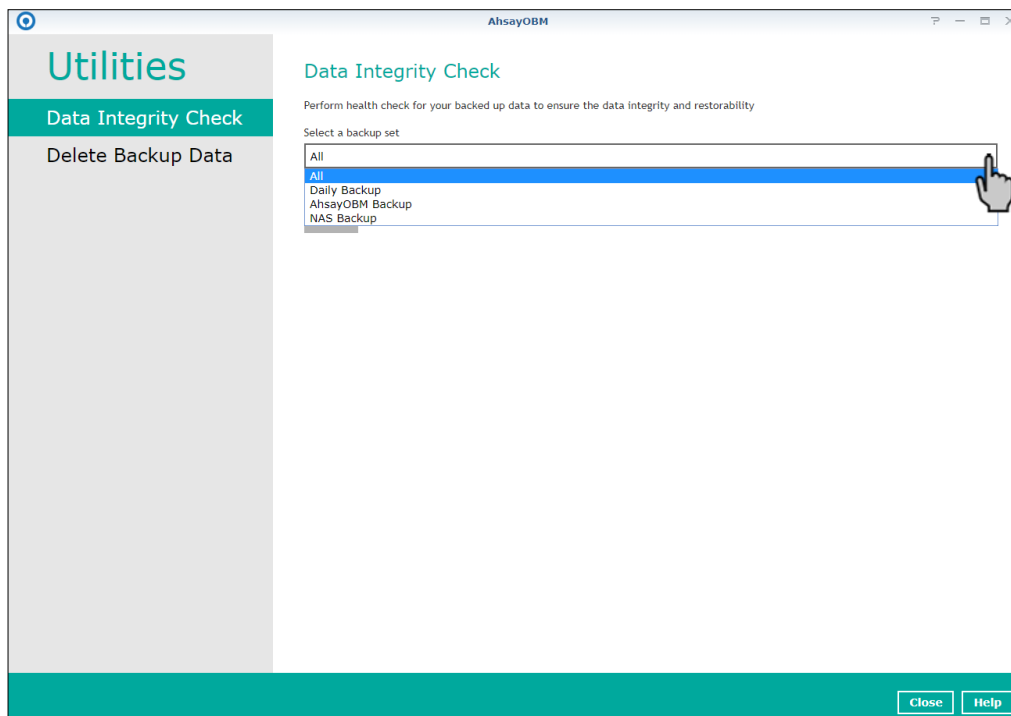 AhsayOBM
Utilities
Data Integrity Check
Delete Backup Data
Data Integrity Check
Perform health check for your backed up data to ensure the data integrity and restorability
Select a backup set
All
All
Daily Backup
AhsayOBM Backup
NAS Backup
Close
Help